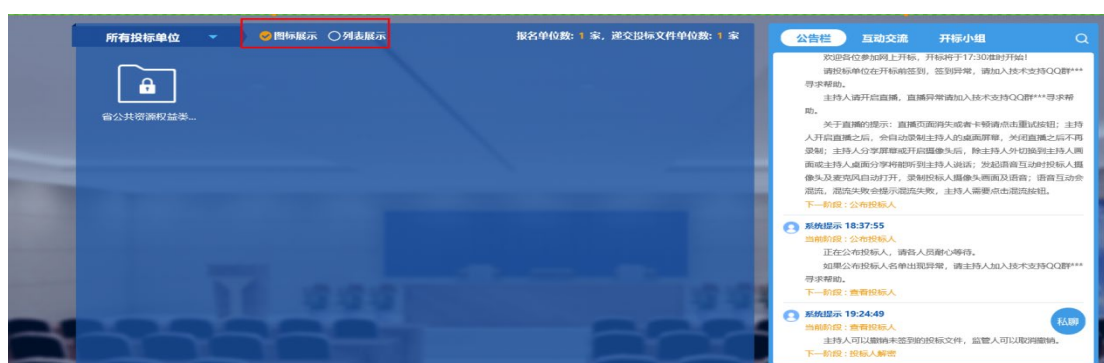 所有投标单位
图标展示 列表展示
报名单位数: 1 家, 递交投标文件单位数: 1 家
省公共资源权益类...
公告栏 互动交流 开标小组
欢迎各位参加网上开标, 开标将于17:30准时开始!
请投标单位在开标前签到, 签到异常, 请加入技术支持QQ群***
寻求帮助。
主持人请开启直播, 直播异常请加入技术支持QQ群***寻求帮
助。
关于直播的提示: 直播页面消失或者卡顿请点击重试按钮; 主持
人开启直播之后, 会自动录制主持人的桌面屏幕, 关闭直播之后不再
录制; 主持人分享屏幕或开启摄像头后, 除主持人外切换到主持人画
面或主持人桌面分享将能听到主持人说话; 发起语音互动时投标人摄
像头及麦克风自动打开, 录制投标人摄像头画面及语音; 语音互动会
混流, 混流失败会提示混流失败, 主持人需要点击混流按钮。
下一阶段 : 公布投标人
系统提示 18:37:55
当前阶段 : 公布投标人
正在公布投标人, 请各人员耐心等待。
如果公布投标人名单出现异常, 请主持人加入技术支持QQ群***
寻求帮助。
下一阶段 : 查看投标人
系统提示 19:24:49
当前阶段 : 查看投标人
主持人可以撤销未签到的投标文件, 监管人可以取消撤销。
下一阶段 : 投标人解密
私聊